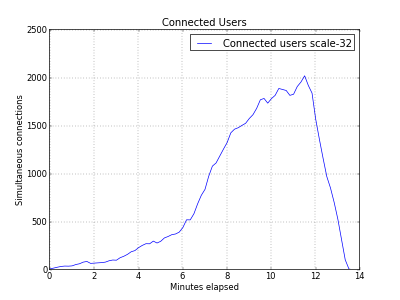 Connected Users
Connected users scale-32
2500
2000
1500
1000
500
0
0 2 4 6 8 10 12 14
Simultaneous connections
Minutes elapsed